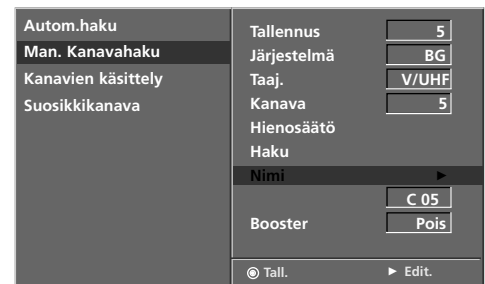 Autom.haku
Man. Kanavahaku
Kanavien käsittely
Suosikkikanava
Tallennus 5
Järjestelmä BG
Taaj. V/UHF
Kanava 5
Hienosäätö
Haku
Nimi ►
C 05
Booster Pois
◉ Tall. ► Edit.